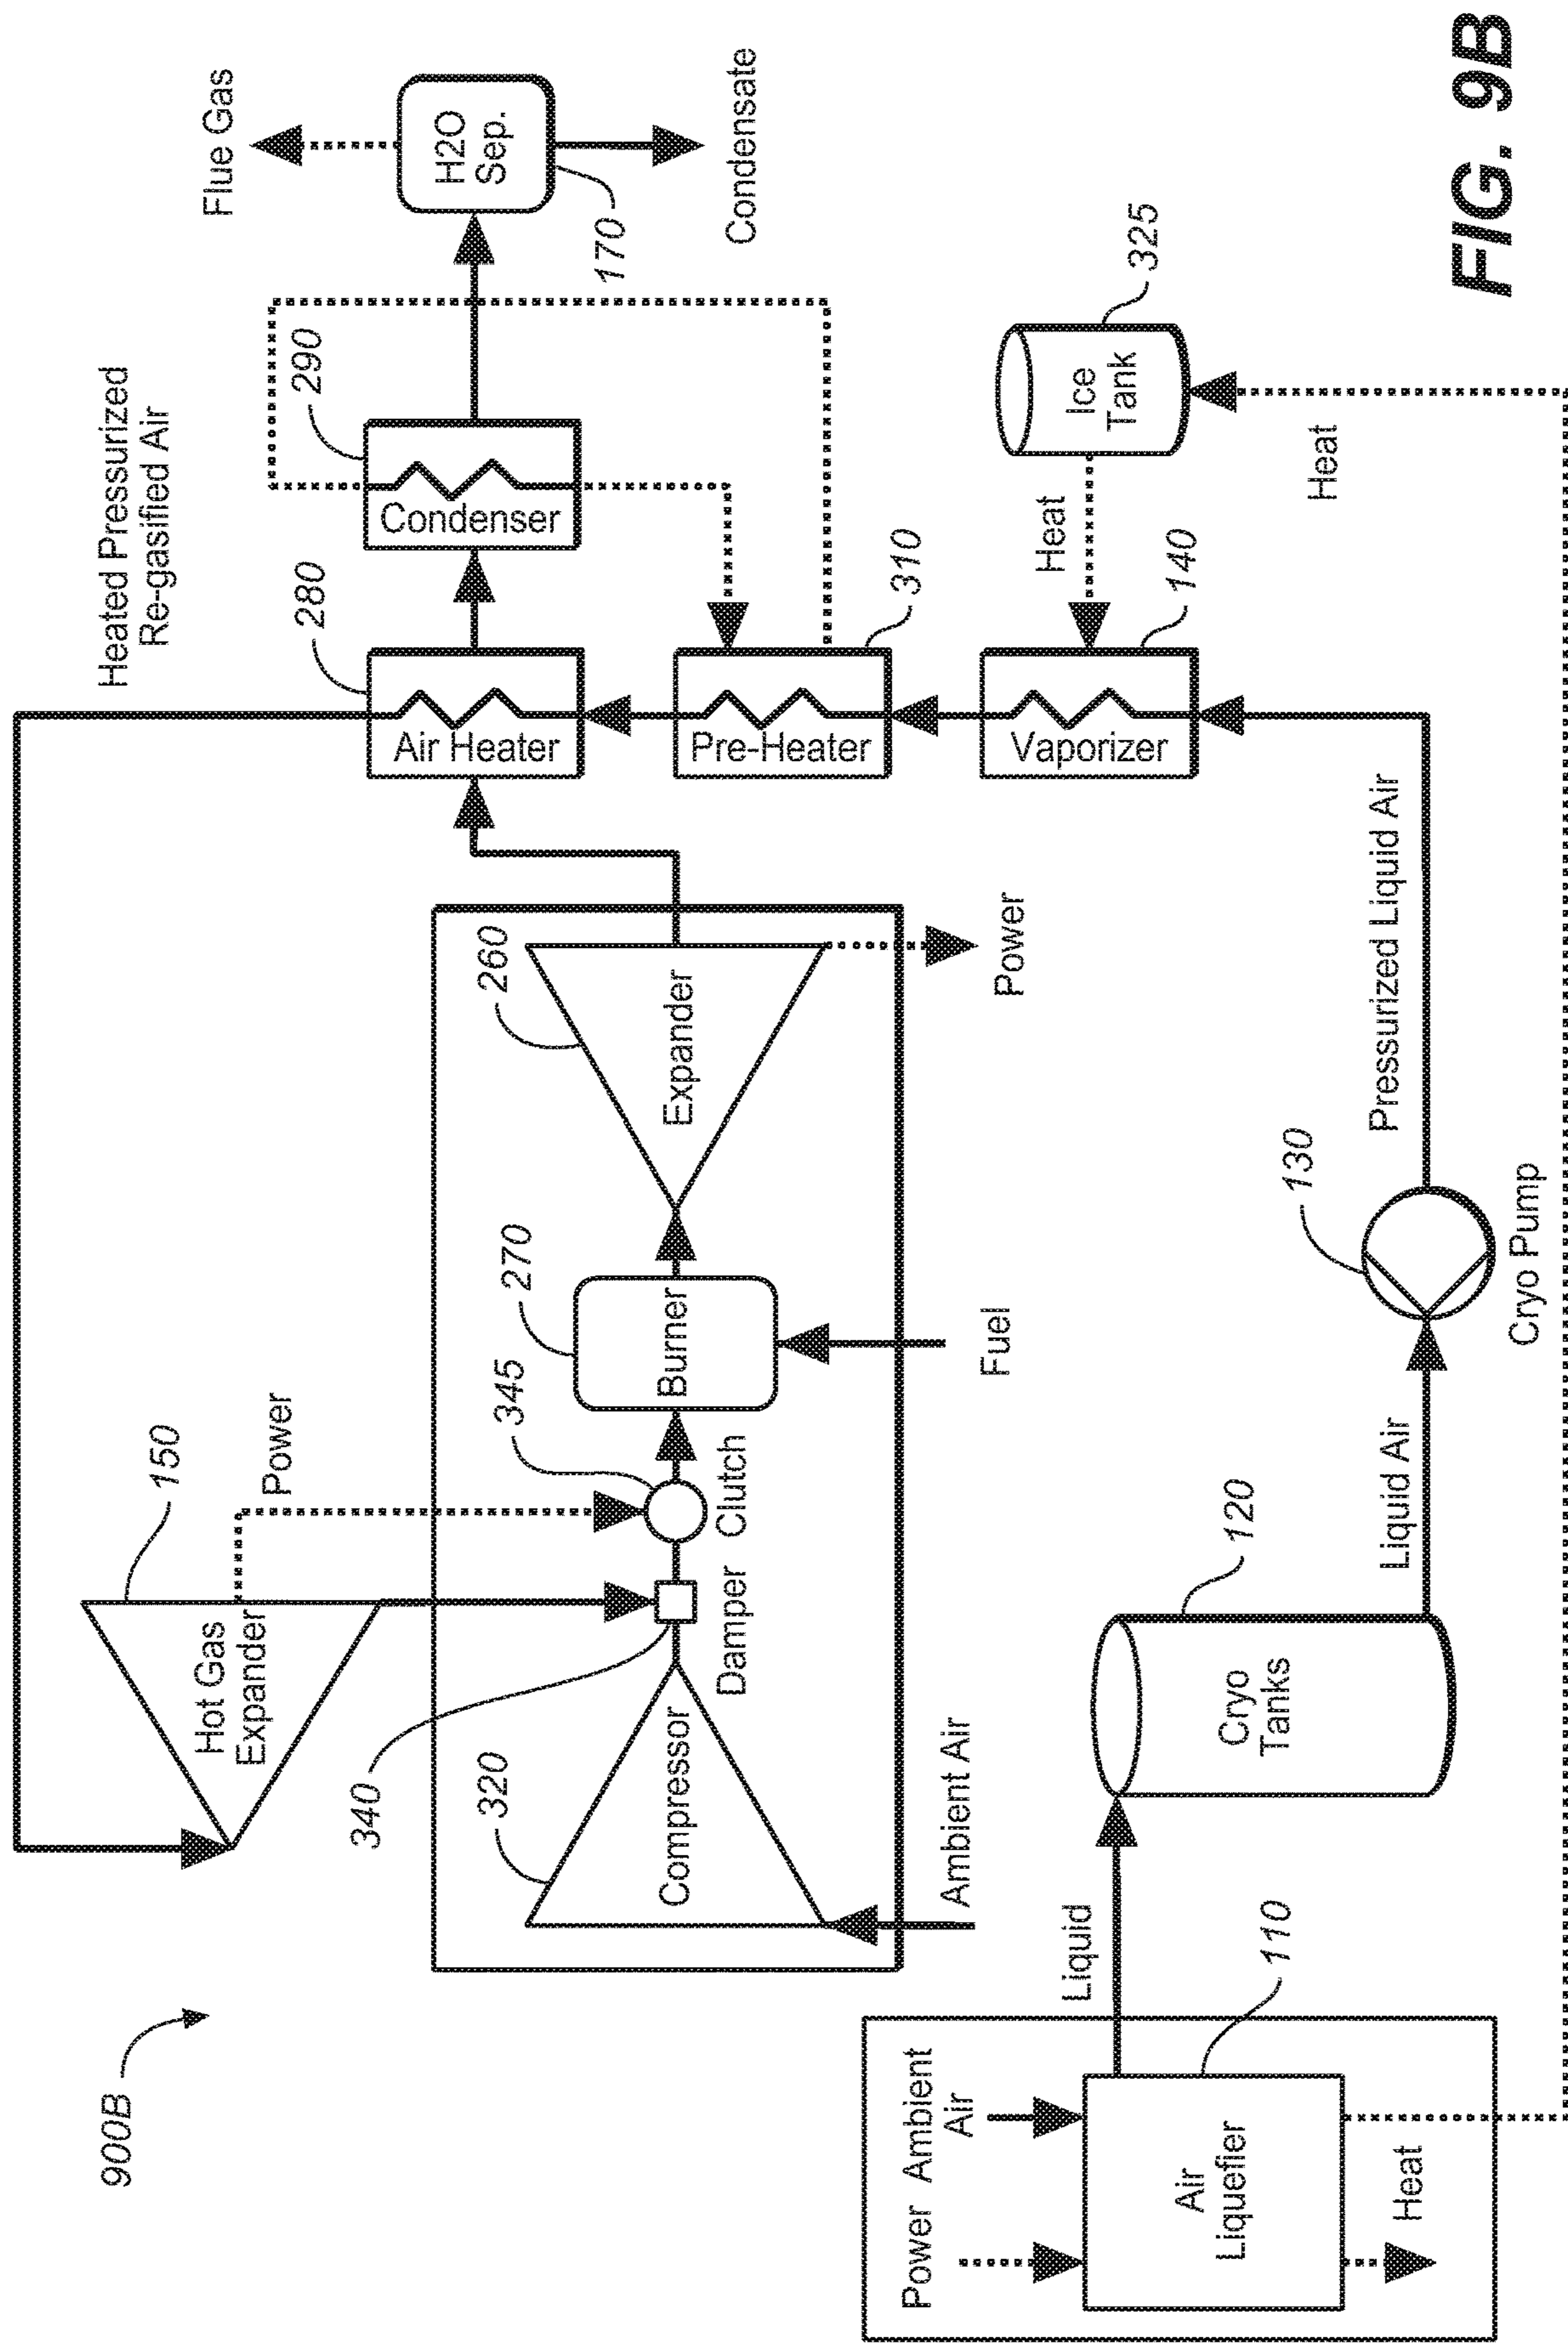 900B
Heated Pressurized
Re-gasified Air
Flue Gas
150
Hot Gas
Expander
Power
280
290
Condenser
H2O
Sep.
170
Condensate
320
Compressor
340
Damper
345
Clutch
270
Burner
260
Expander
Air Heater
Pre-Heater
310
Ambient Air
Fuel
Power
Vaporizer
140
Heat
Ice
Tank
325
Heat
Power
Ambient
Air
Air
Liquefier
110
Heat
Liquid
Cryo
Tanks
120
Liquid Air
130
Cryo Pump
Pressurized Liquid Air
FIG. 9B